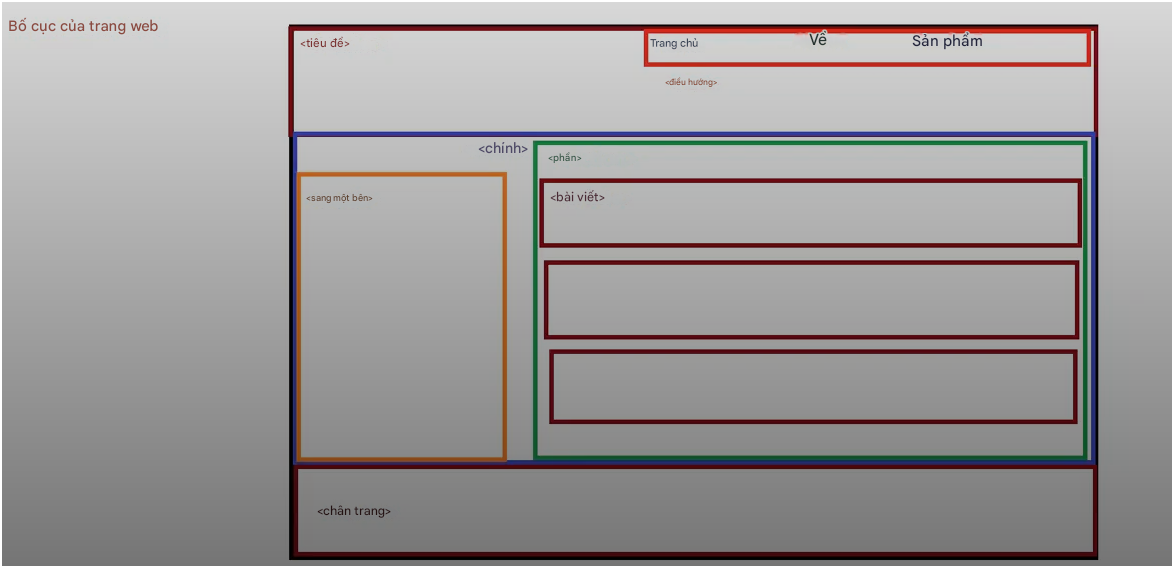 Bố cục của trang web
<tiêu đề>
Trang chủ
Về
Sản phẩm
<điều hướng>
<chính>
<phần>
<sang một bên>
<bài viết>
<chân trang>